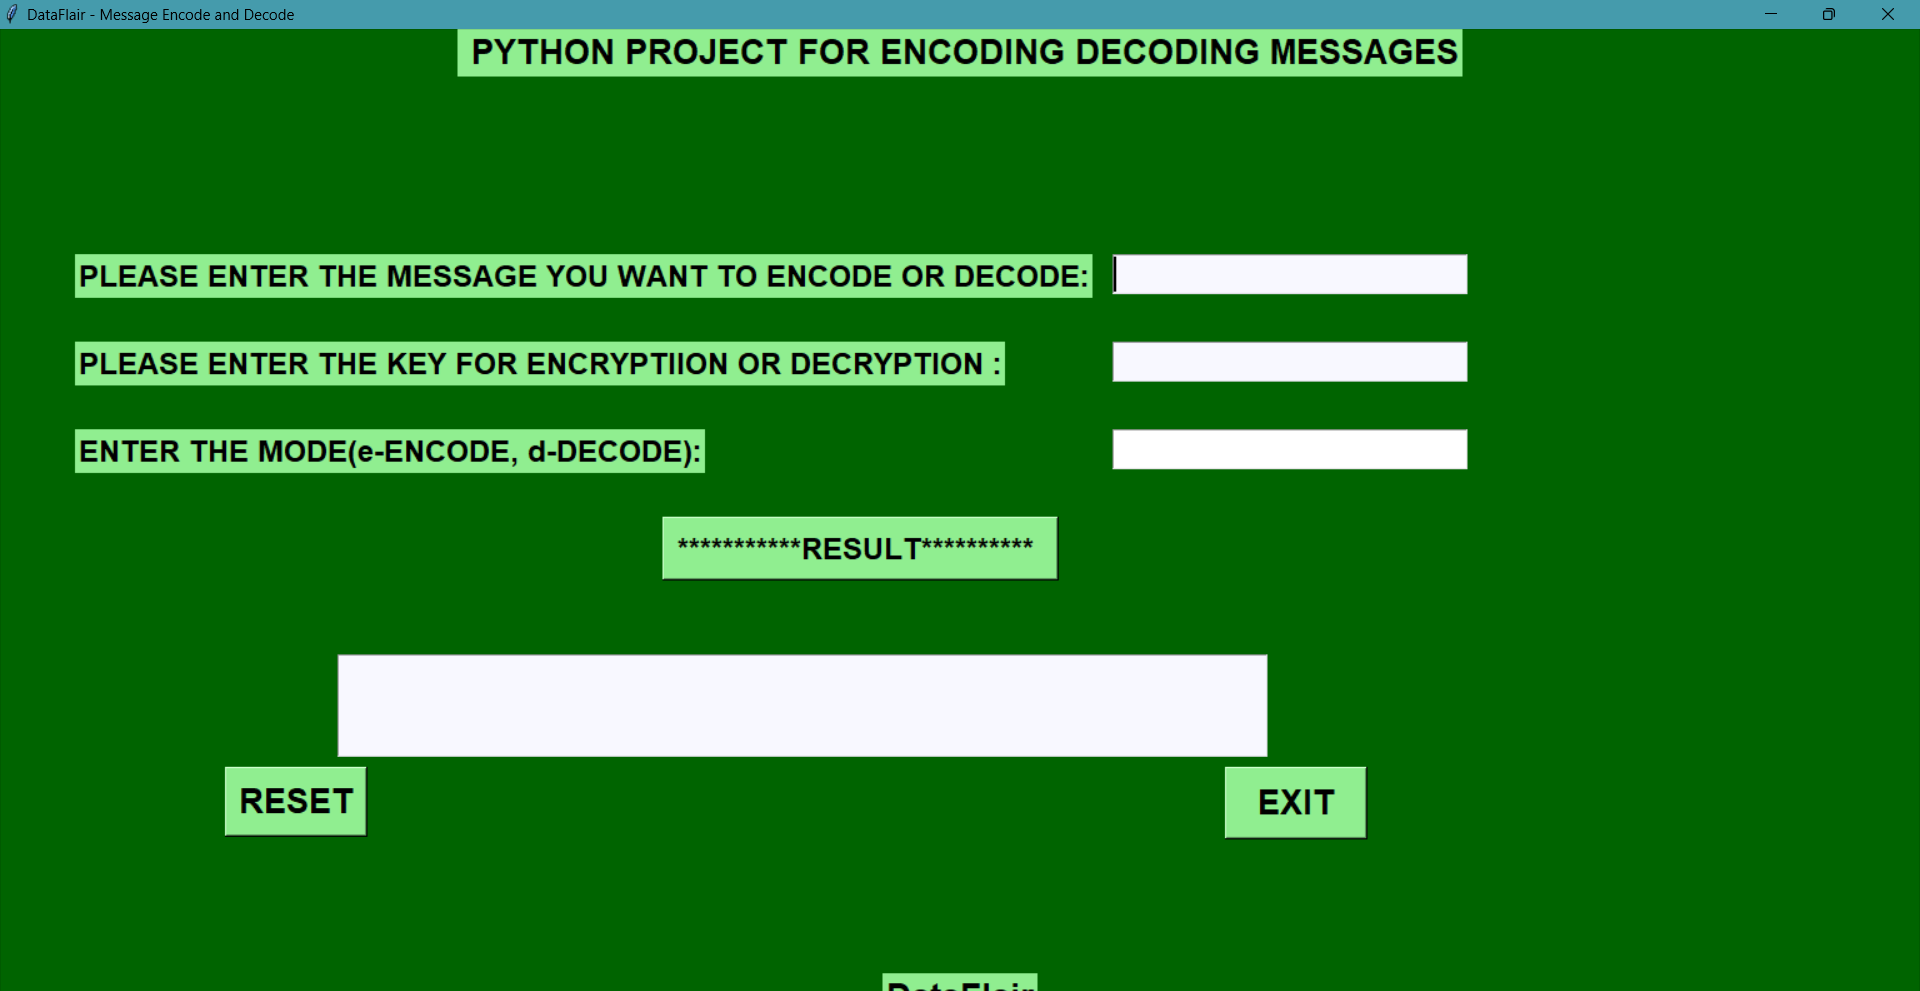 DataFlair - Message Encode and Decode
PYTHON PROJECT FOR ENCODING DECODING MESSAGES
PLEASE ENTER THE MESSAGE YOU WANT TO ENCODE OR DECODE:
PLEASE ENTER THE KEY FOR ENCRYPTIION OR DECRYPTION :
ENTER THE MODE(e-ENCODE, d-DECODE):
***********RESULT**********
RESET
EXIT
DataFlair